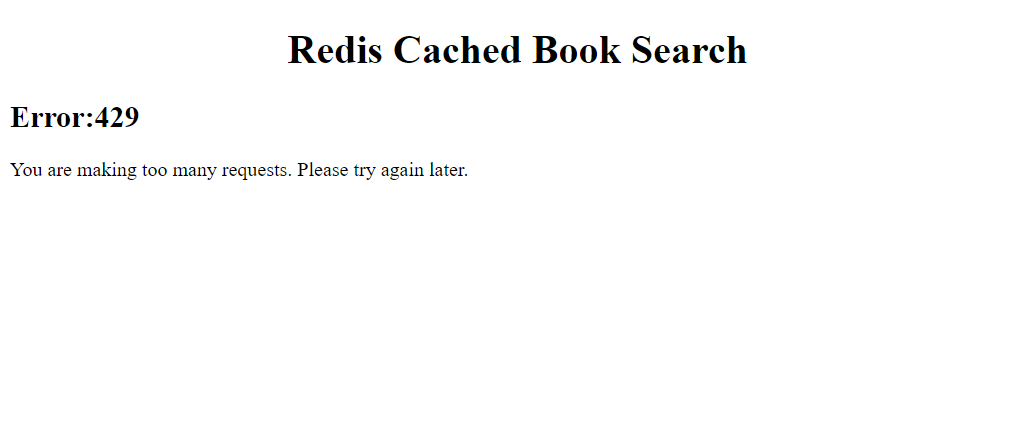 Redis Cached Book Search
Error:429
You are making too many requests. Please try again later.